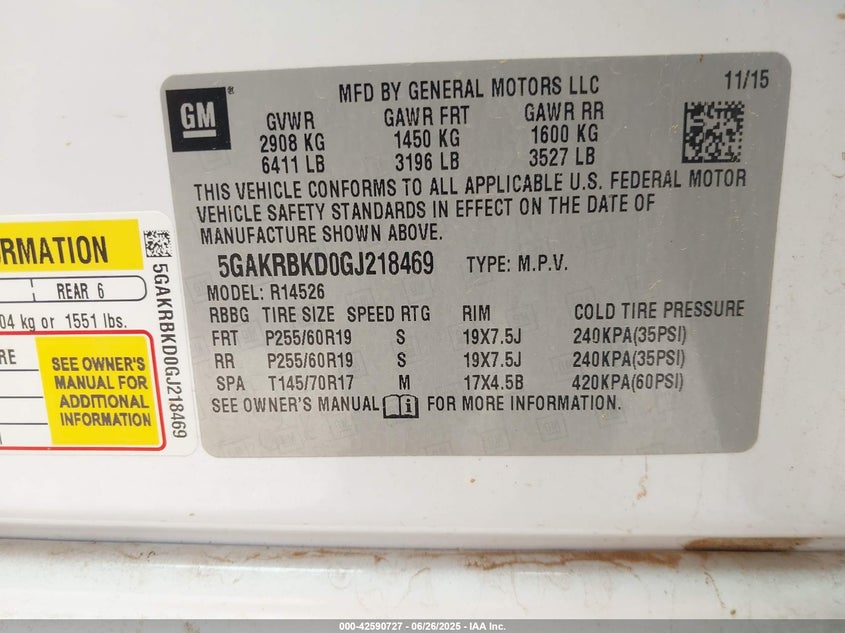 GM
®
MFD BY GENERAL MOTORS LLC
11/15
GVWR GAWR FRT GAWR RR
2908 KG 1450 KG 1600 KG
6411 LB 3196 LB 3527 LB
THIS VEHICLE CONFORMS TO ALL APPLICABLE U.S. FEDERAL MOTOR
VEHICLE SAFETY STANDARDS IN EFFECT ON THE DATE OF
MANUFACTURE SHOWN ABOVE.
5GAKRBKD0GJ218469 TYPE: M.P.V.
MODEL: R14526
RBBG TIRE SIZE SPEED RTG RIM COLD TIRE PRESSURE
FRT P255/60R19 S 19X7.5J 240KPA(35PSI)
RR P255/60R19 S 19X7.5J 240KPA(35PSI)
SPA T145/70R17 M 17X4.5B 420KPA(60PSI)
SEE OWNER'S MANUAL FOR MORE INFORMATION.
RMATION
REAR 6
04 kg or 1551 lbs.
RE
SEE OWNER'S
MANUAL FOR
ADDITIONAL
INFORMATION
5GAKRBKD0GJ218469
000-42590727 - 06/26/2025 - IAA Inc.